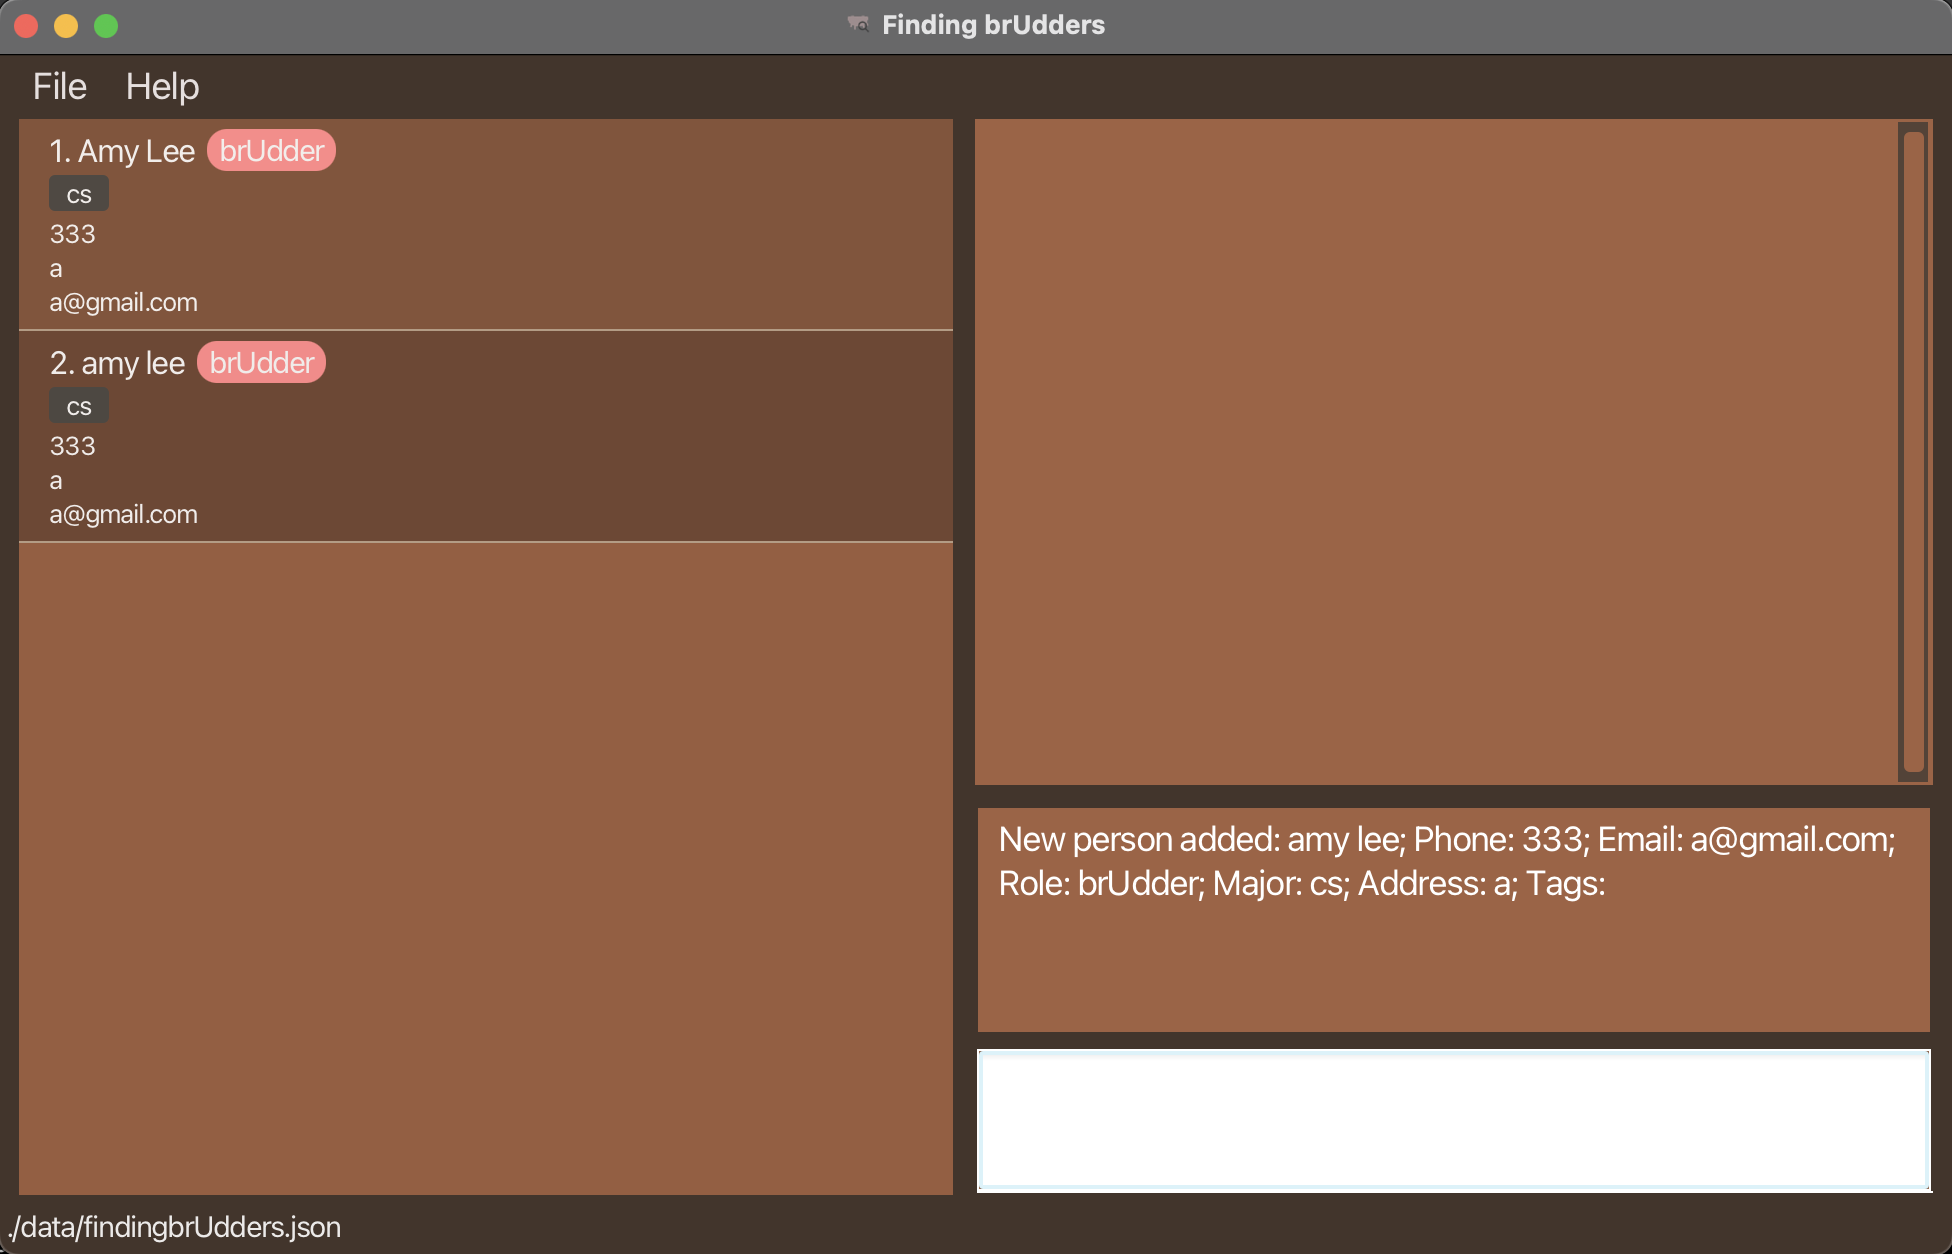 Finding brUdders
File Help
1. Amy Lee brUdder
cs
333
a
a@gmail.com
2. amy lee brUdder
cs
333
a
a@gmail.com
New person added: amy lee; Phone: 333; Email: a@gmail.com;
Role: brUdder; Major: cs; Address: a; Tags:
./data/findingbrUdders.json